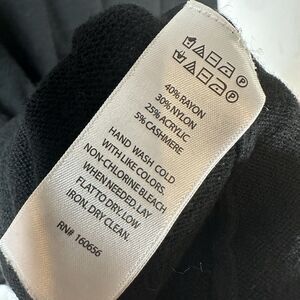 40% RAYON
30% NYLON
25% ACRYLIC
5% CASHMERE
HAND WASH COLD
WITH LIKE COLORS.
NON-CHLORINE BLEACH
WHEN NEEDED, LAY
FLAT TO DRY, LOW
IRON. DRY CLEAN.
RN# 160656